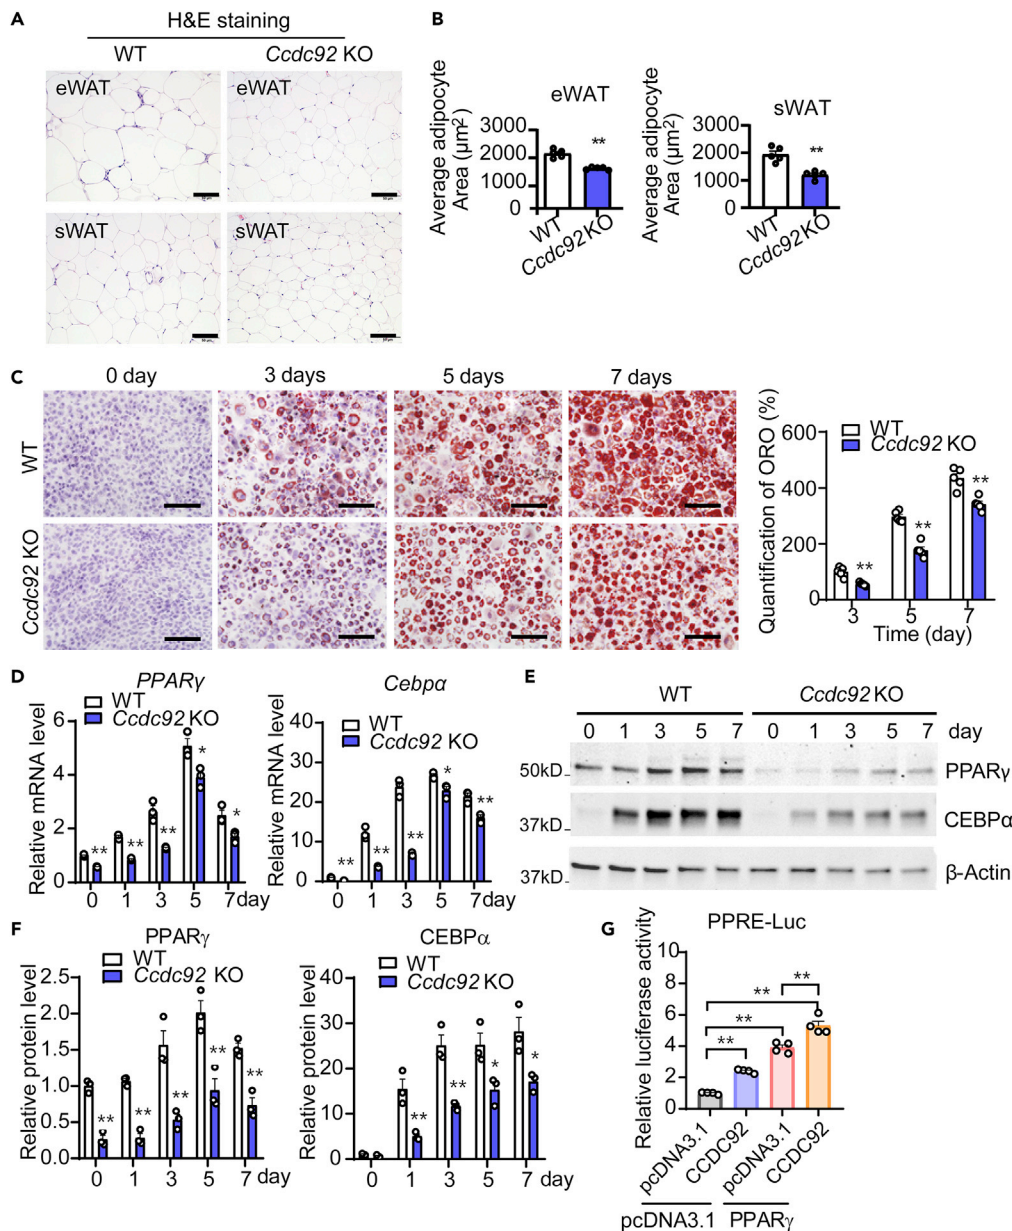 A
H&E staining
WT
Ccdc92 KO
eWAT
eWAT
sWAT
sWAT
B
eWAT
Average adipocyte
Area (µm²)
3000
2000
1000
0
WT
Ccdc92 KO
**
sWAT
Average adipocyte
Area (µm²)
3000
2000
1000
0
WT
Ccdc92 KO
**
C
0 day
3 days
5 days
7 days
WT
Ccdc92 KO
WT
Ccdc92 KO
Quantification of ORO (%)
600
400
200
0
**
**
**
3
5
7
Time (day)
D
PPARγ
WT
Ccdc92 KO
Relative mRNA level
6
4
2
0
**
**
**
*
*
0
1
3
5
7day
Cebpα
WT
Ccdc92 KO
Relative mRNA level
40
30
20
10
0
**
**
**
*
**
0
1
3
5
7day
E
WT
Ccdc92 KO
0 1 3 5 7 0 1 3 5 7 day
50kD
PPARγ
37kD
CEBPα
37kD
β-Actin
F
PPARγ
WT
Ccdc92 KO
Relative protein level
2.5
2.0
1.5
1.0
0.5
0.0
**
**
**
**
**
0
1
3
5
7 day
CEBPα
WT
Ccdc92 KO
Relative protein level
40
30
20
10
0
**
**
*
*
0
1
3
5
7 day
G
PPRE-Luc
Relative luciferase activity
10
8
6
4
2
0
**
**
**
**
pcDNA3.1
CCDC92
pcDNA3.1
CCDC92
pcDNA3.1
PPARγ